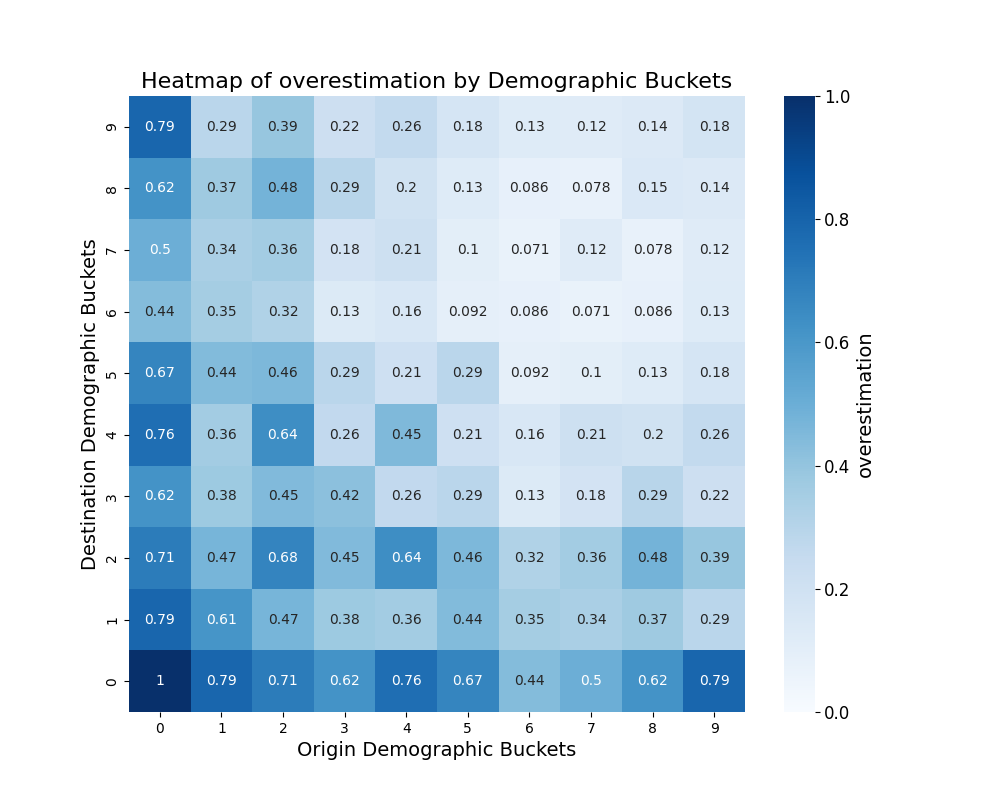 Heatmap of overestimation by Demographic Buckets
Destination Demographic Buckets
9 0.79 0.29 0.39 0.22 0.26 0.18 0.13 0.12 0.14 0.18
8 0.62 0.37 0.48 0.29 0.2 0.13 0.086 0.078 0.15 0.14
7 0.5 0.34 0.36 0.18 0.21 0.1 0.071 0.12 0.078 0.12
6 0.44 0.35 0.32 0.13 0.16 0.092 0.086 0.071 0.086 0.13
5 0.67 0.44 0.46 0.29 0.21 0.29 0.092 0.1 0.13 0.18
4 0.76 0.36 0.64 0.26 0.45 0.21 0.16 0.21 0.2 0.26
3 0.62 0.38 0.45 0.42 0.26 0.29 0.13 0.18 0.29 0.22
2 0.71 0.47 0.68 0.45 0.64 0.46 0.32 0.36 0.48 0.39
1 0.79 0.61 0.47 0.38 0.36 0.44 0.35 0.34 0.37 0.29
0 1 0.79 0.71 0.62 0.76 0.67 0.44 0.5 0.62 0.79
0 1 2 3 4 5 6 7 8 9
Origin Demographic Buckets
1.0
0.8
0.6
0.4
0.2
0.0
overestimation